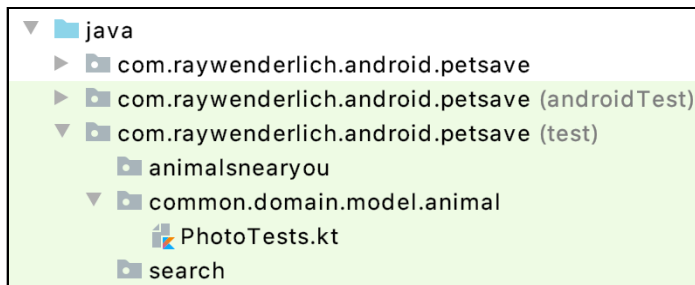 java
com.raywenderlich.android.petsave
com.raywenderlich.android.petsave (androidTest)
com.raywenderlich.android.petsave (test)
animalsnearyou
common.domain.model.animal
PhotoTests.kt
search